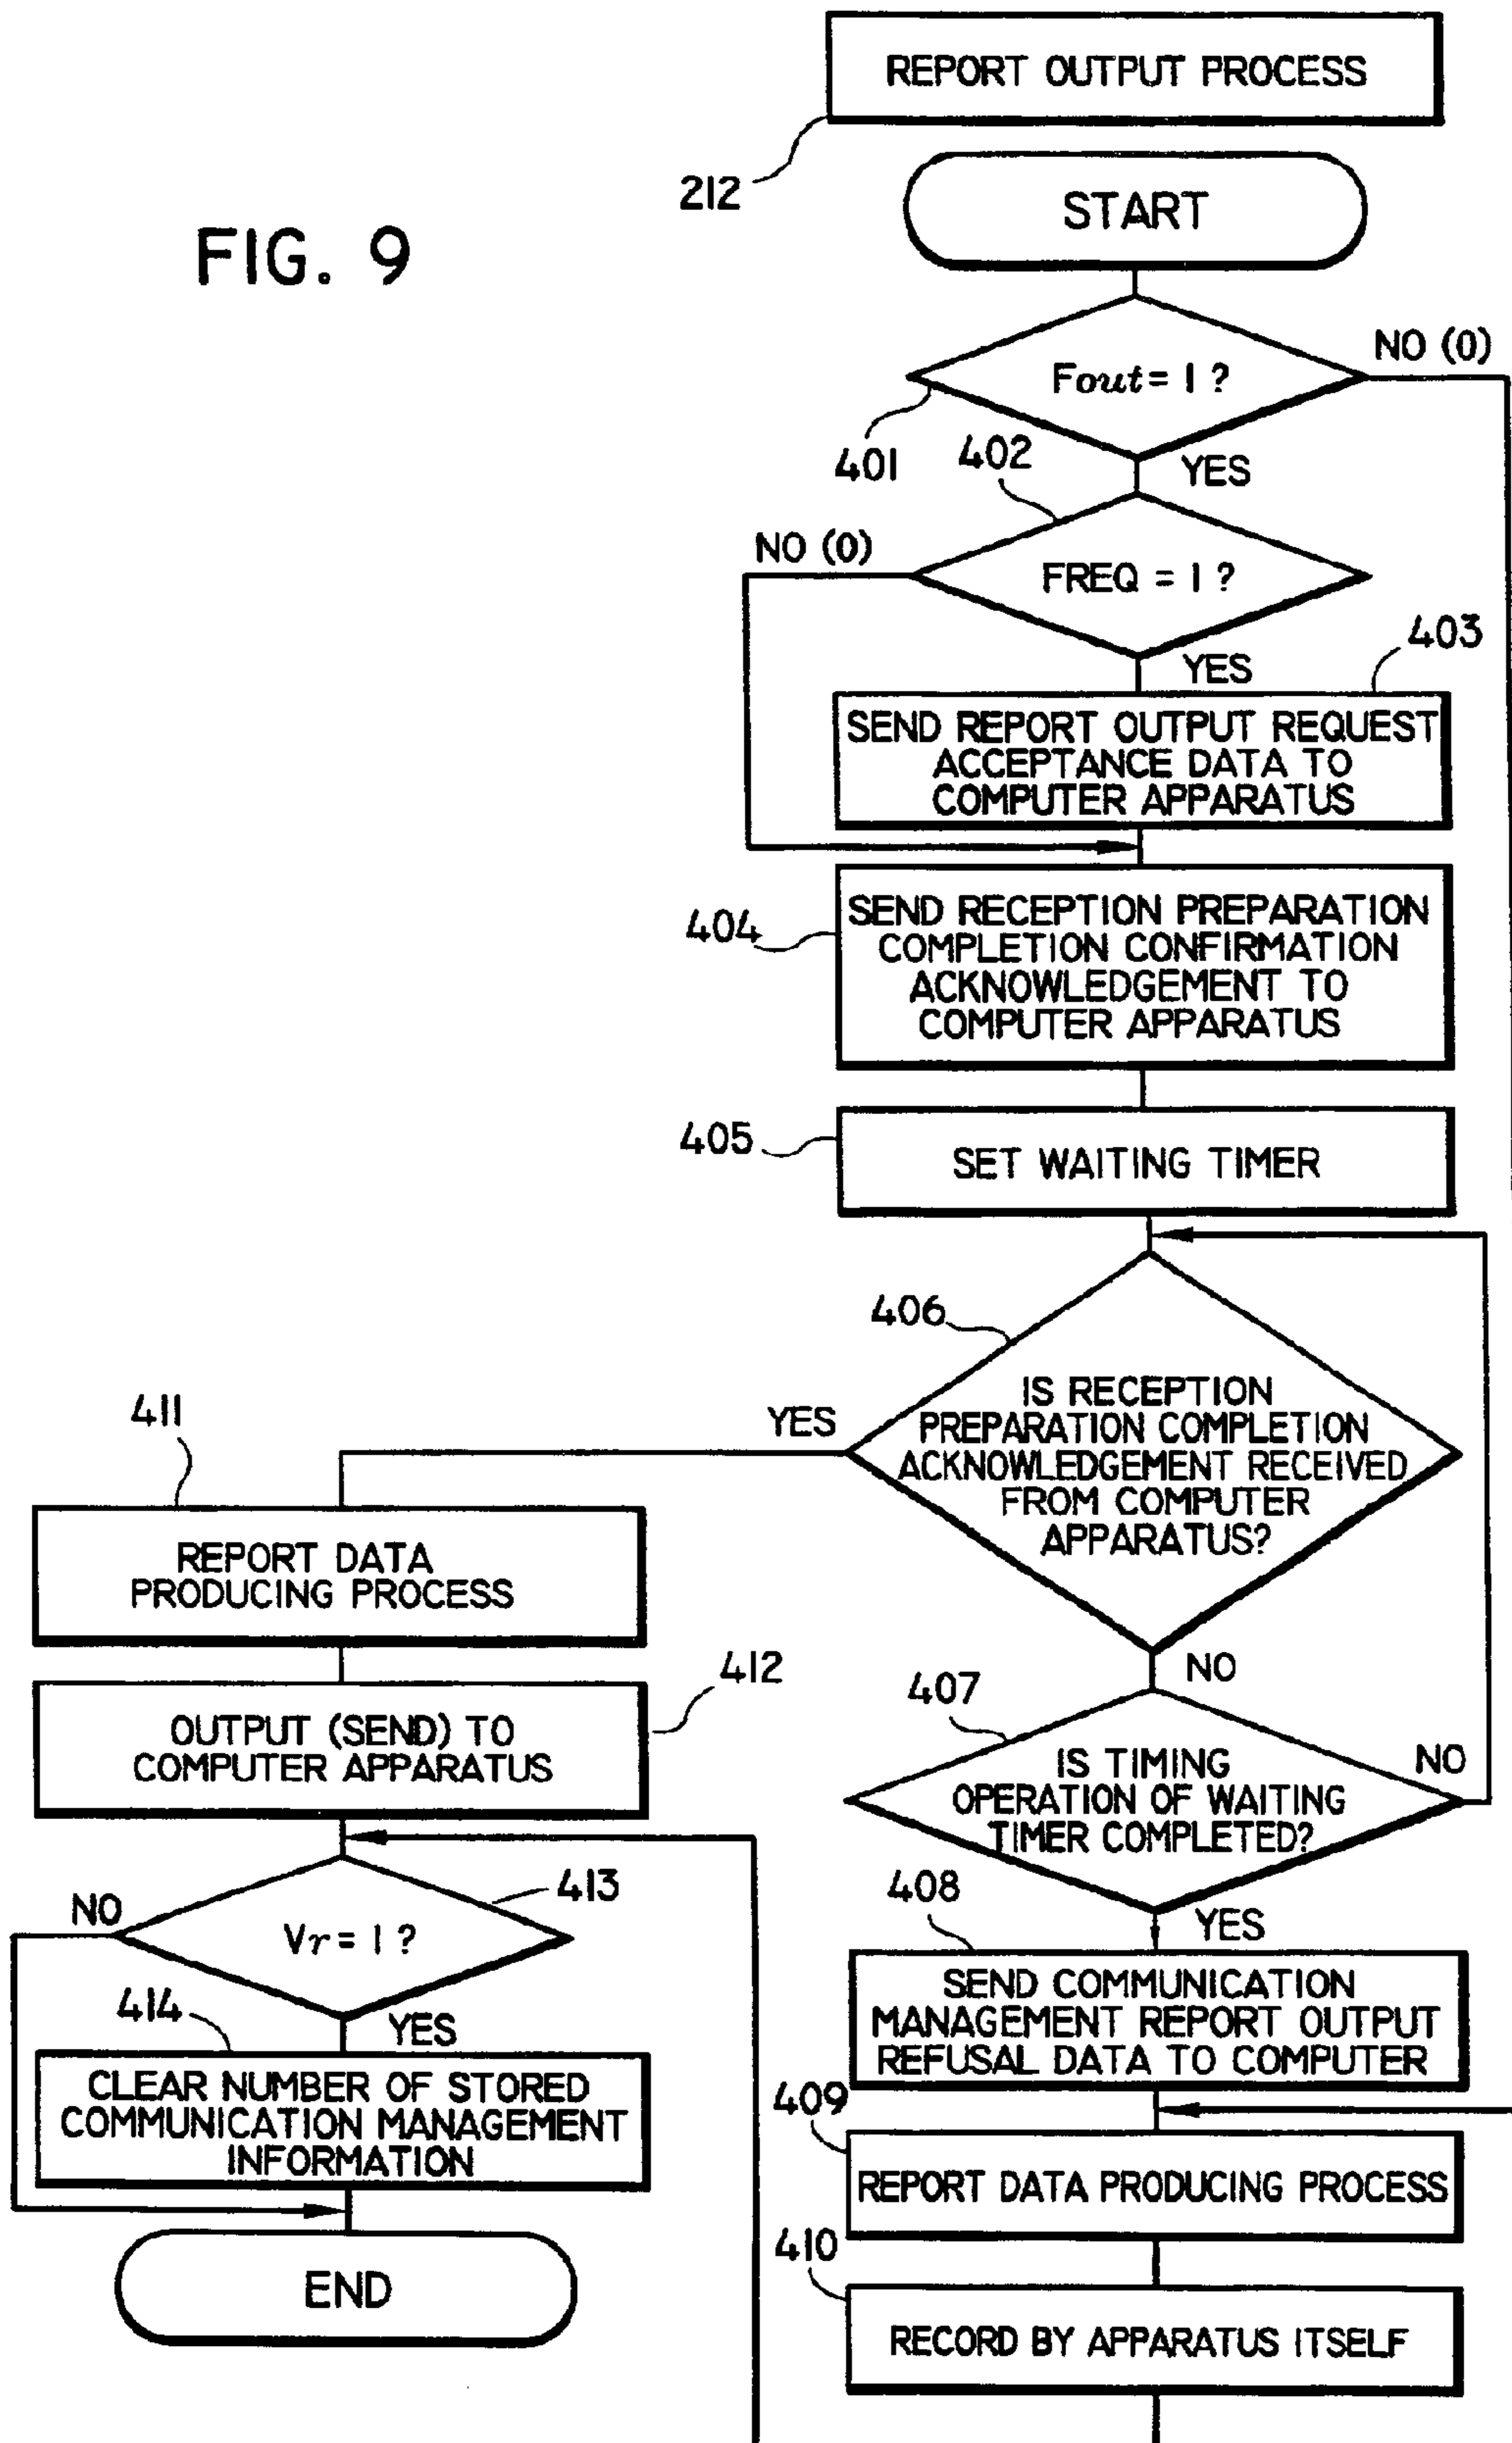 REPORT OUTPUT PROCESS
212
START
FIG. 9
NO (0)
Fout = 1 ?
401
YES
402
NO (0)
FREQ = 1 ?
YES
403
SEND REPORT OUTPUT REQUEST
ACCEPTANCE DATA TO
COMPUTER APPARATUS
404
SEND RECEPTION PREPARATION
COMPLETION CONFIRMATION
ACKNOWLEDGEMENT TO
COMPUTER APPARATUS
405
SET WAITING TIMER
406
IS RECEPTION
PREPARATION COMPLETION
ACKNOWLEDGEMENT RECEIVED
FROM COMPUTER
APPARATUS?
YES
NO
411
REPORT DATA
PRODUCING PROCESS
412
OUTPUT (SEND) TO
COMPUTER APPARATUS
407
IS TIMING
OPERATION OF WAITING
TIMER COMPLETED?
NO
YES
413
NO
Vr = 1 ?
YES
408
SEND COMMUNICATION
MANAGEMENT REPORT OUTPUT
REFUSAL DATA TO COMPUTER
414
CLEAR NUMBER OF STORED
COMMUNICATION MANAGEMENT
INFORMATION
409
REPORT DATA PRODUCING PROCESS
410
RECORD BY APPARATUS ITSELF
END